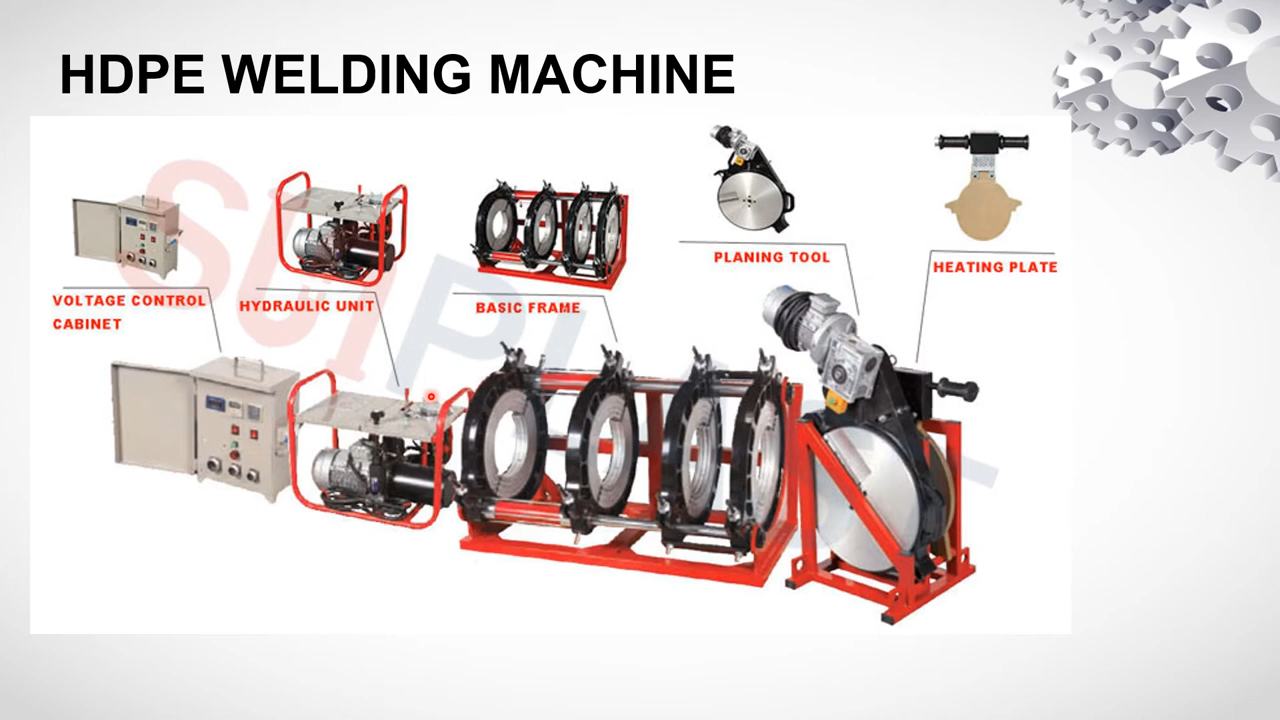 HDPE WELDING MACHINE
VOLTAGE CONTROL
CABINET
HYDRAULIC UNIT
BASIC FRAME
PLANING TOOL
HEATING PLATE